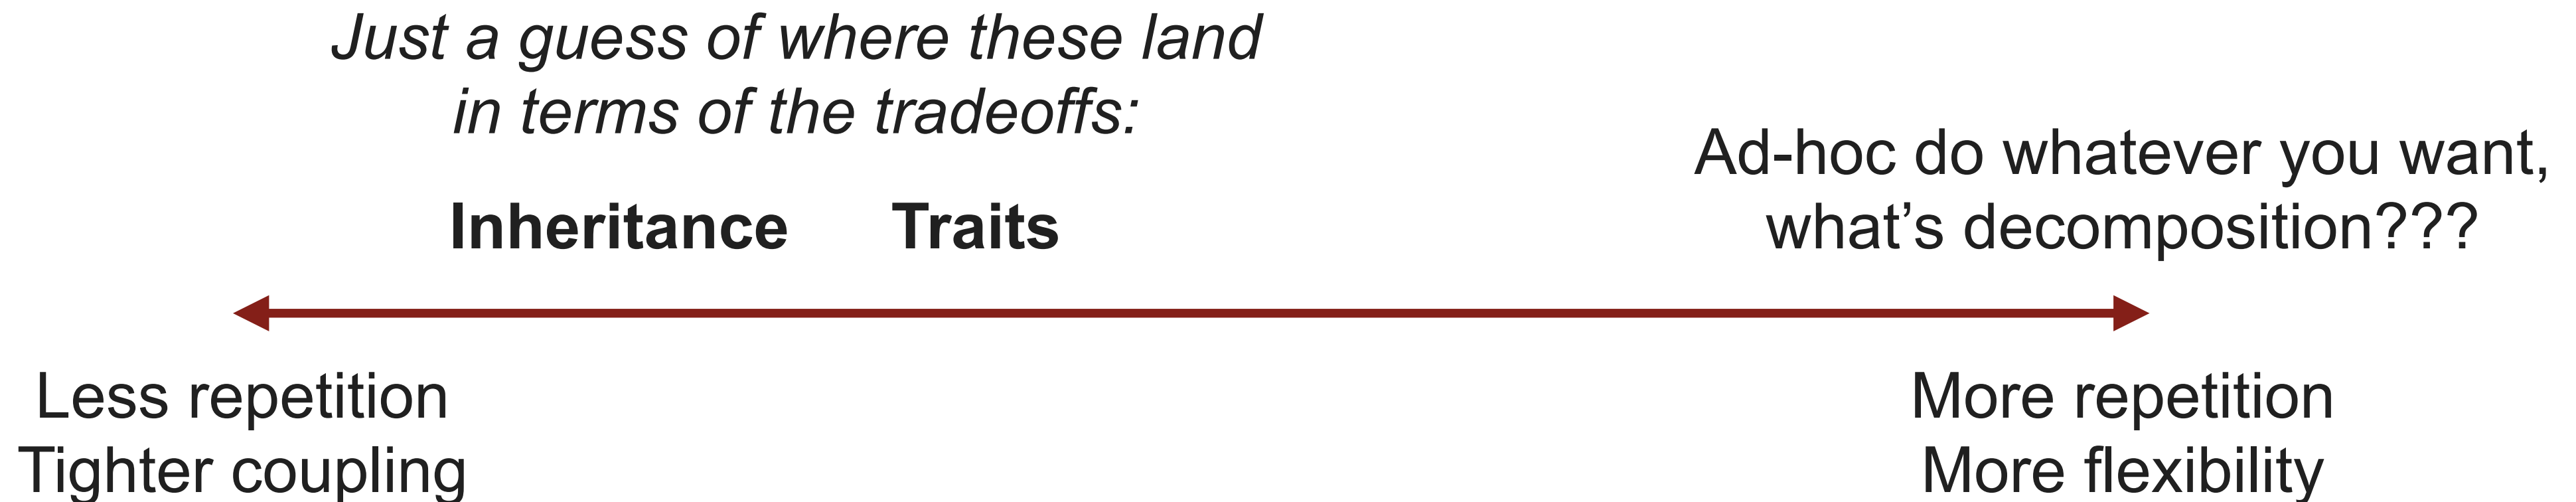 Just a guess of where these land
in terms of the tradeoffs:
Ad-hoc do whatever you want,
what’s decomposition???
Inheritance Traits
Less repetition
Tighter coupling
More repetition
More flexibility